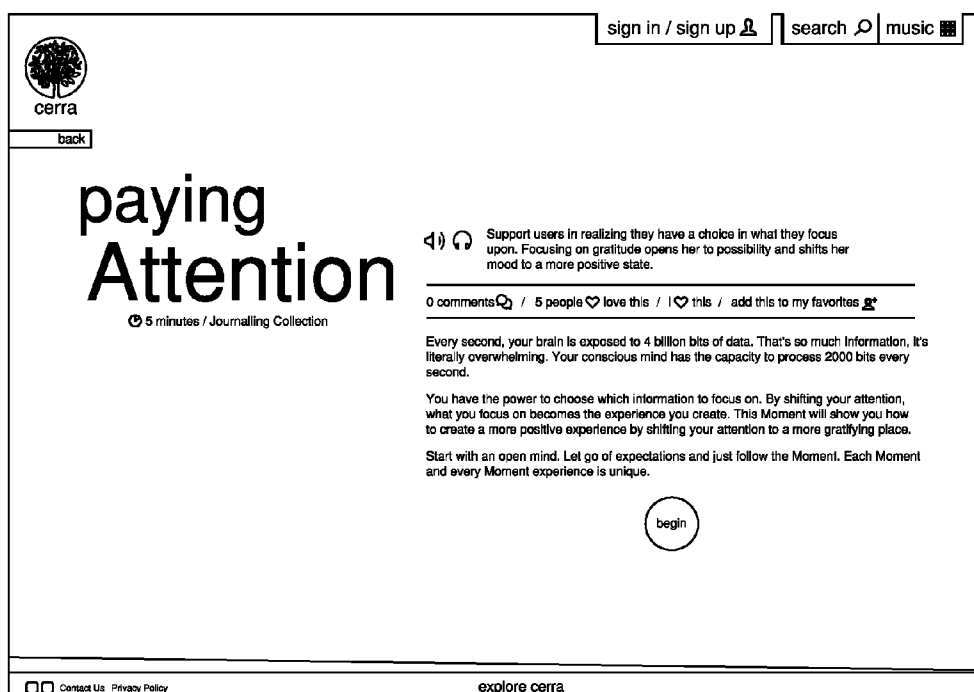 sign in / sign up
search
music
cerra
back
paying
Attention
5 minutes / Journalling Collection
Support users in realizing they have a choice in what they focus
upon. Focusing on gratitude opens her to possibility and shifts her
mood to a more positive state.
0 comments / 5 people love this / I this / add this to my favorites
Every second, your brain is exposed to 4 billion bits of data. That's so much information, it's
literally overwhelming. Your conscious mind has the capacity to process 2000 bits every
second.
You have the power to choose which information to focus on. By shifting your attention,
what you focus on becomes the experience you create. This Moment will show you how
to create a more positive experience by shifting your attention to a more gratifying place.
Start with an open mind. Let go of expectations and just follow the Moment. Each Moment
and every Moment experience is unique.
begin
Contact Us Privacy Policy
explore cerra